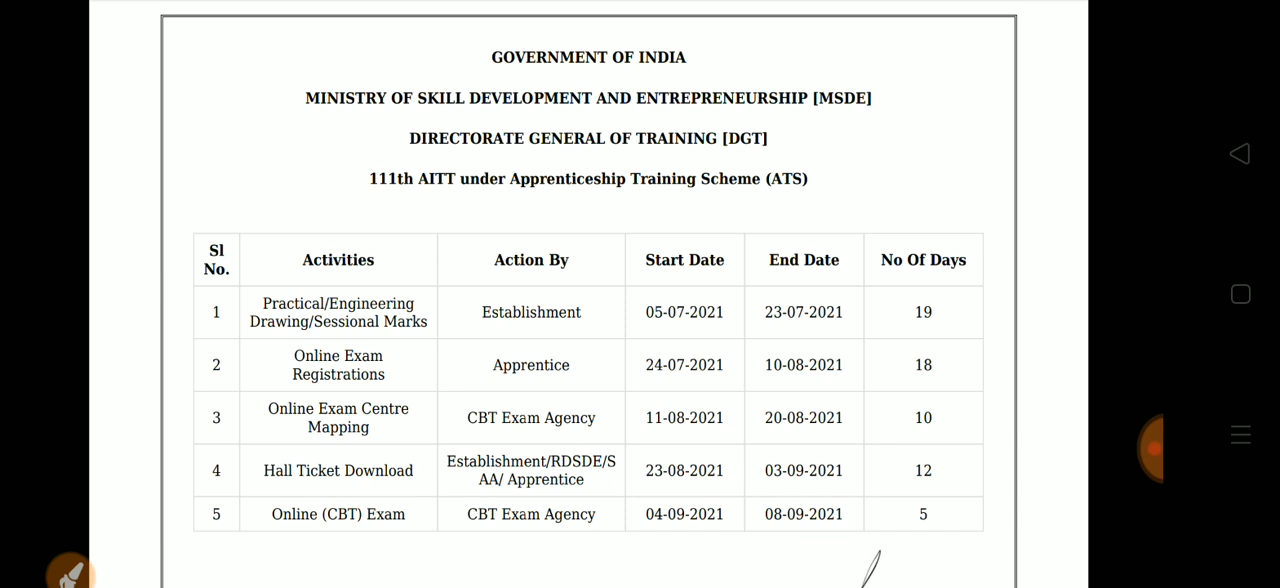 GOVERNMENT OF INDIA
MINISTRY OF SKILL DEVELOPMENT AND ENTREPRENEURSHIP [MSDE]
DIRECTORATE GENERAL OF TRAINING [DGT]
111th AITT under Apprenticeship Training Scheme (ATS)
Sl No. Activities Action By Start Date End Date No Of Days
1 Practical/Engineering Drawing/Sessional Marks Establishment 05-07-2021 23-07-2021 19
2 Online Exam Registrations Apprentice 24-07-2021 10-08-2021 18
3 Online Exam Centre Mapping CBT Exam Agency 11-08-2021 20-08-2021 10
4 Hall Ticket Download Establishment/RDSDE/SAA/ Apprentice 23-08-2021 03-09-2021 12
5 Online (CBT) Exam CBT Exam Agency 04-09-2021 08-09-2021 5